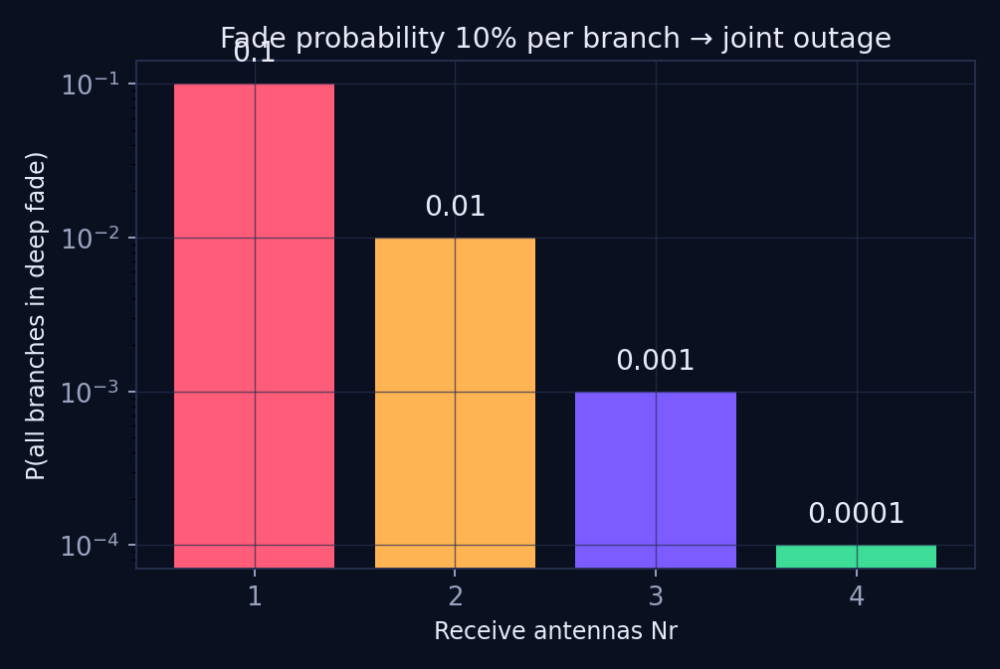 Fade probability 10% per branch → joint outage
0.1
10⁻¹
0.01
10⁻²
0.001
10⁻³
0.0001
10⁻⁴
P(all branches in deep fade)
1 2 3 4
Receive antennas Nr